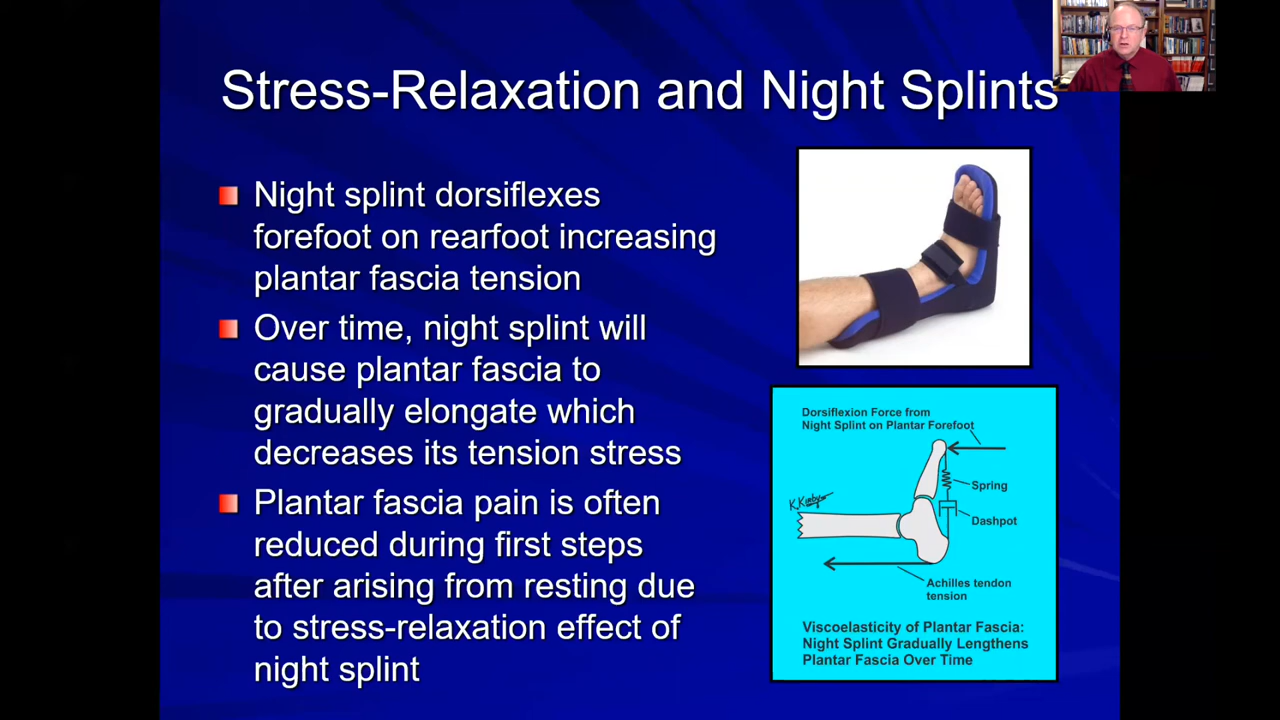 Stress-Relaxation and Night Splints
Night splint dorsiflexes
forefoot on rearfoot increasing
plantar fascia tension
Over time, night splint will
cause plantar fascia to
gradually elongate which
decreases its tension stress
Plantar fascia pain is often
reduced during first steps
after arising from resting due
to stress-relaxation effect of
night splint
Dorsiflexion Force from
Night Splint on Plantar Forefoot
Spring
K.Kirby
Dashpot
Achilles tendon
tension
Viscoelasticity of Plantar Fascia:
Night Splint Gradually Lengthens
Plantar Fascia Over Time